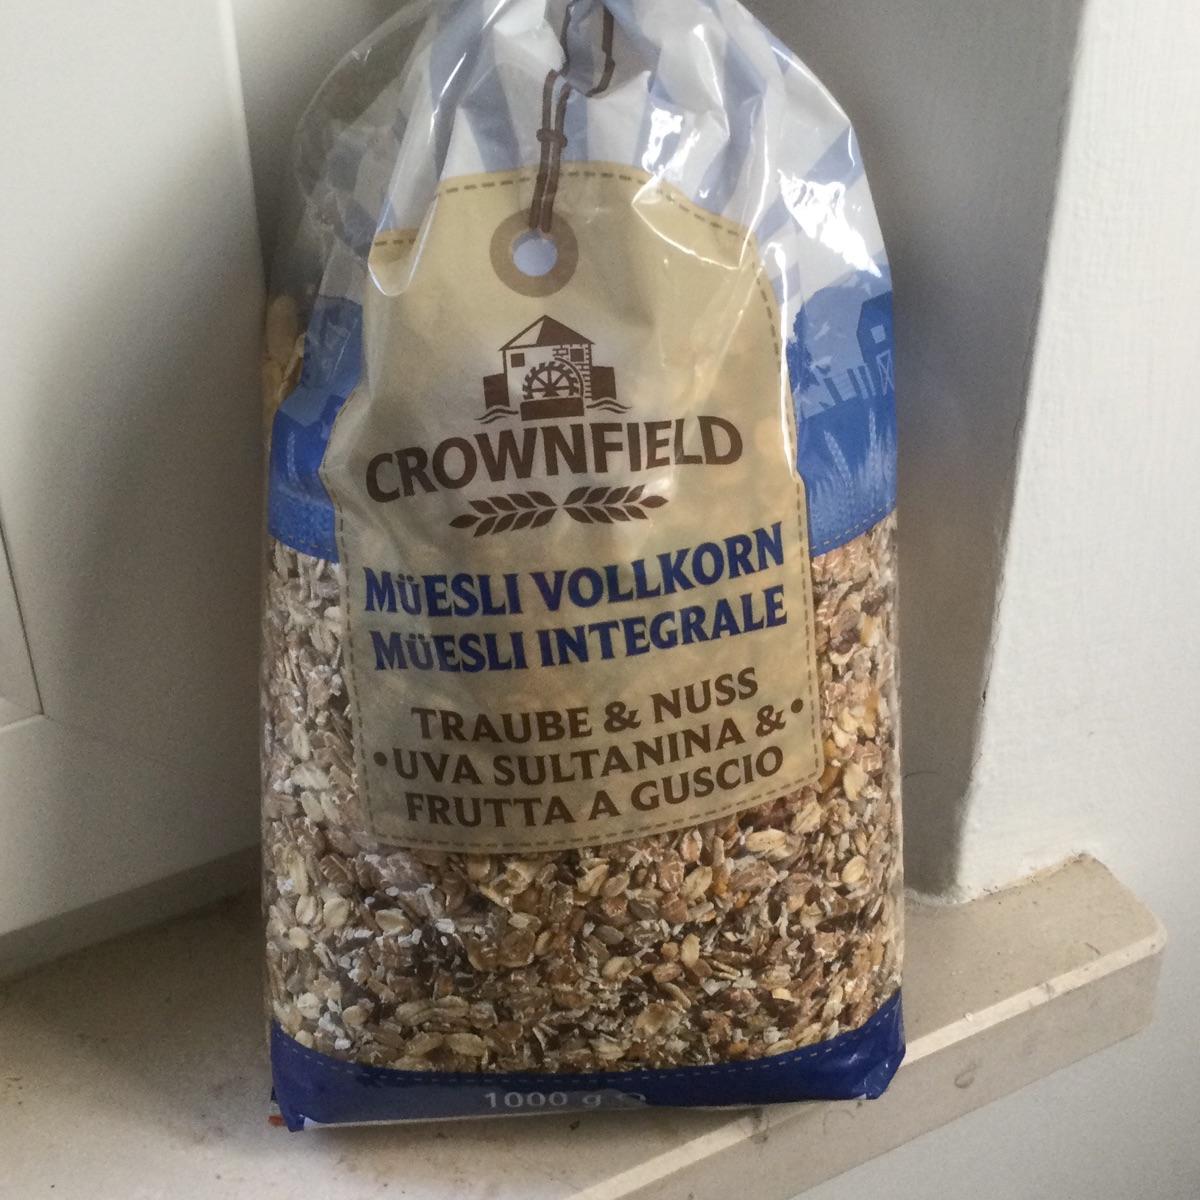 CROWNFIELD
MÜESLI VOLLKORN
MÜESLI INTEGRALE
TRAUBE & NUSS
• UVA SULTANINA & •
FRUTTA A GUSCIO
1000 g